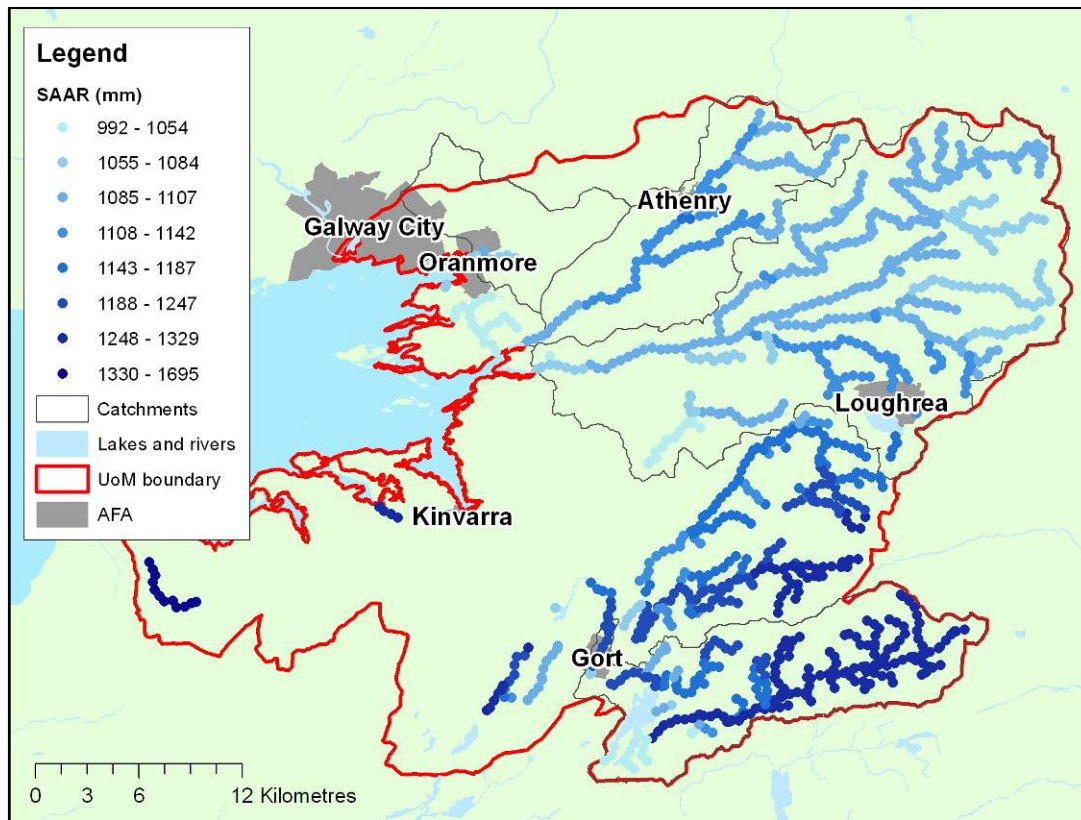 Legend
SAAR (mm)
992 - 1054
1055 - 1084
1085 - 1107
1108 - 1142
1143 - 1187
1188 - 1247
1248 - 1329
1330 - 1695
Catchments
Lakes and rivers
UoM boundary
AFA
Athenry
Galway City
Oranmore
Loughrea
Kinvarra
Gort
0 3 6 12 Kilometres